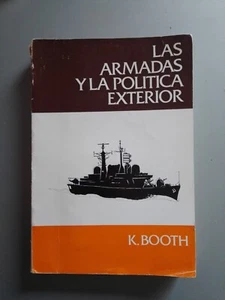 LAS
ARMADAS
Y LA POLITICA
EXTERIOR
K. BOOTH